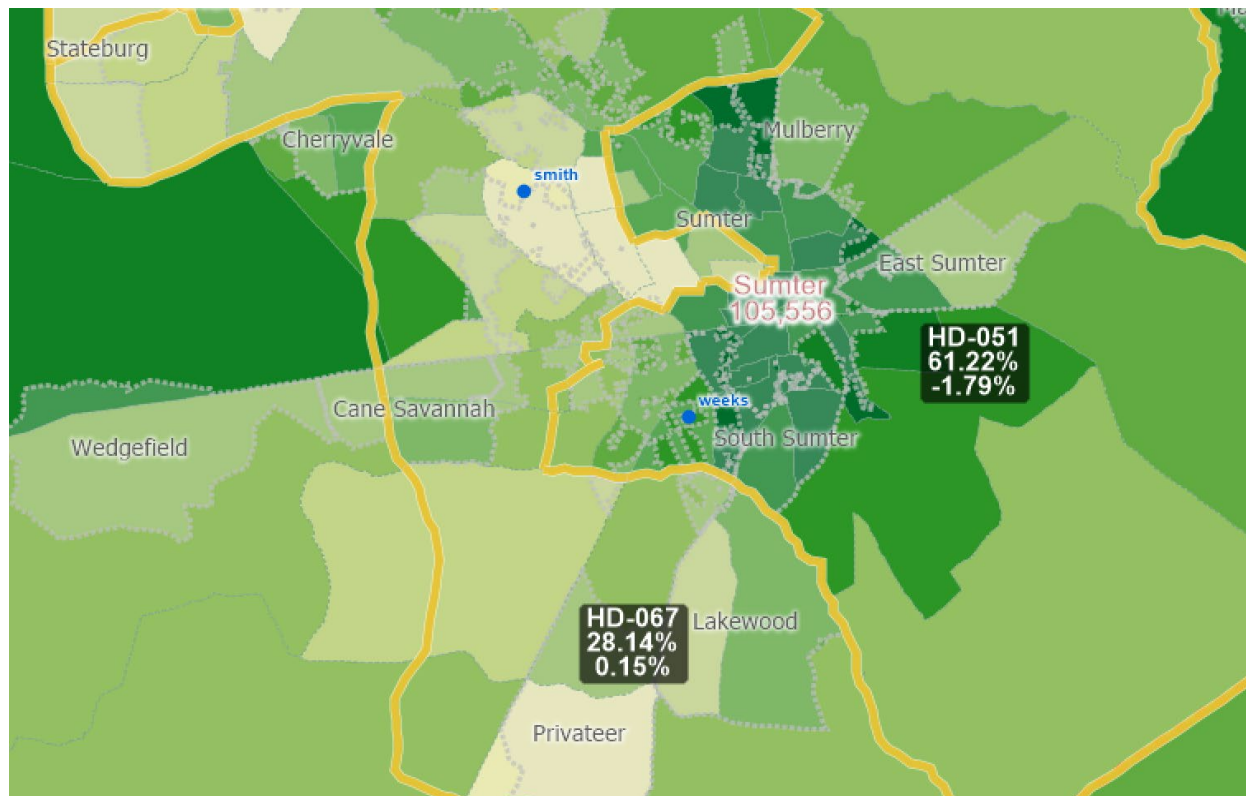 Stateburg
Cherryvale
Mulberry
smith
Sumter
East Sumter
Sumter
105,556
HD-051
61.22%
-1.79%
weeks
Cane Savannah
South Sumter
Wedgefield
HD-067
28.14%
0.15%
Lakewood
Privateer